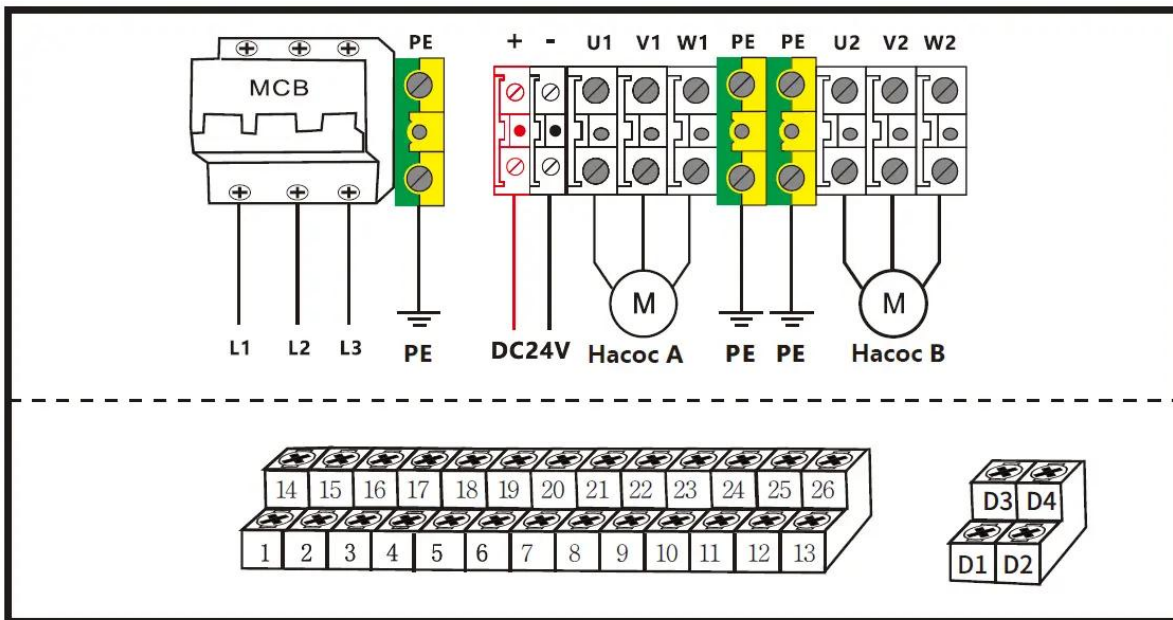 PE + - U1 V1 W1 PE PE U2 V2 W2
MCB
M M
L1 L2 L3 PE DC24V Насос А PE PE Насос В
14 15 16 17 18 19 20 21 22 23 24 25 26
1 2 3 4 5 6 7 8 9 10 11 12 13
D3 D4
D1 D2